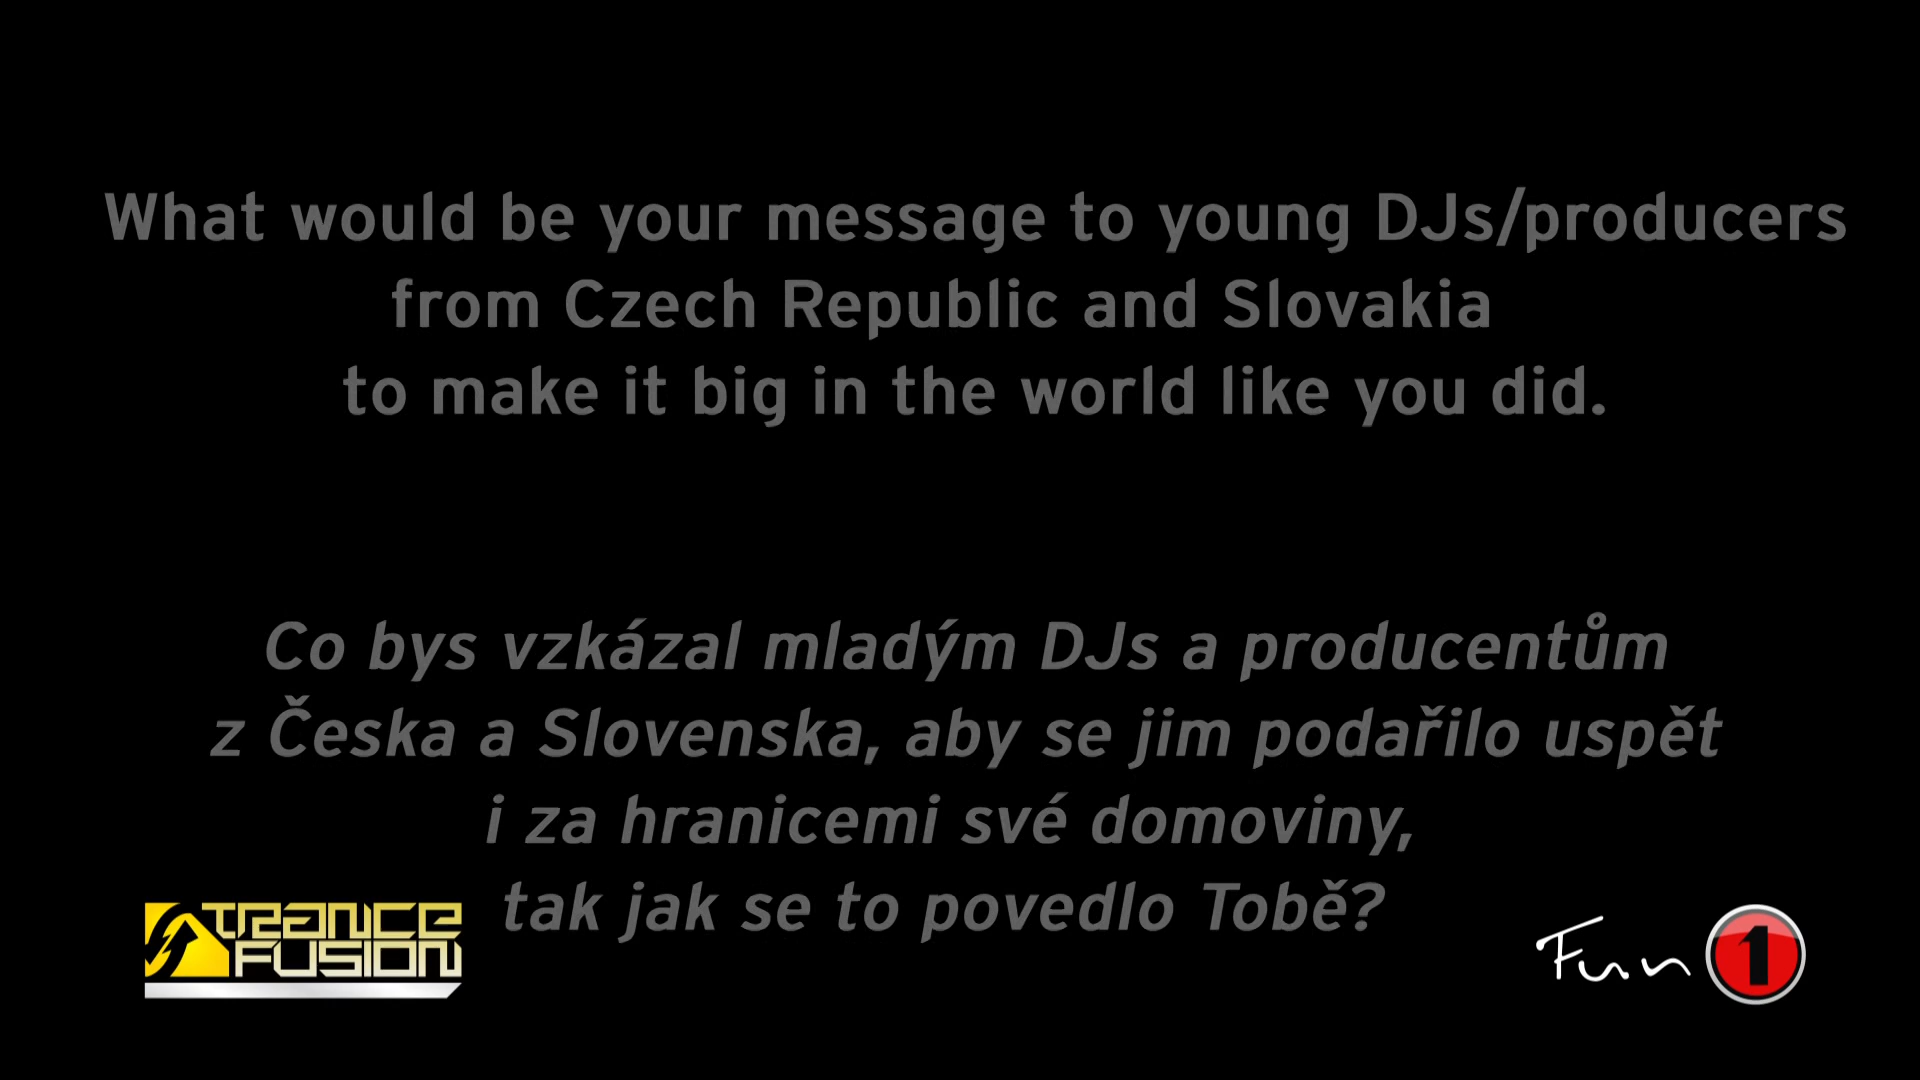 What would be your message to young DJs/producers
from Czech Republic and Slovakia
to make it big in the world like you did.
Co bys vzkázal mladým DJs a producentům
z Česka a Slovenska, aby se jim podařilo uspět
i za hranicemi své domoviny,
tak jak se to povedlo Tobě?
TRANCE
FUSION
Fun 1